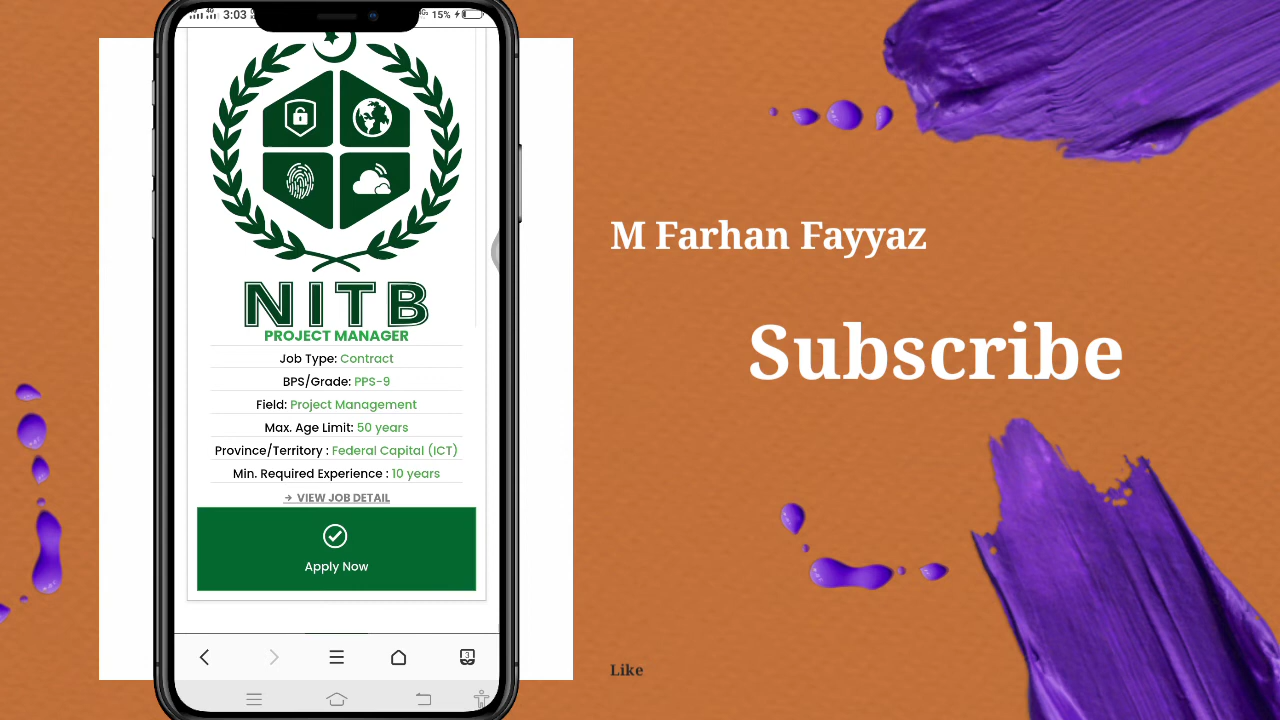 3:03
15%
NITB
PROJECT MANAGER
Job Type: Contract
BPS/Grade: PPS-9
Field: Project Management
Max. Age Limit: 50 years
Province/Territory : Federal Capital (ICT)
Min. Required Experience : 10 years
→ VIEW JOB DETAIL
Apply Now
3
M Farhan Fayyaz
Subscribe
Like